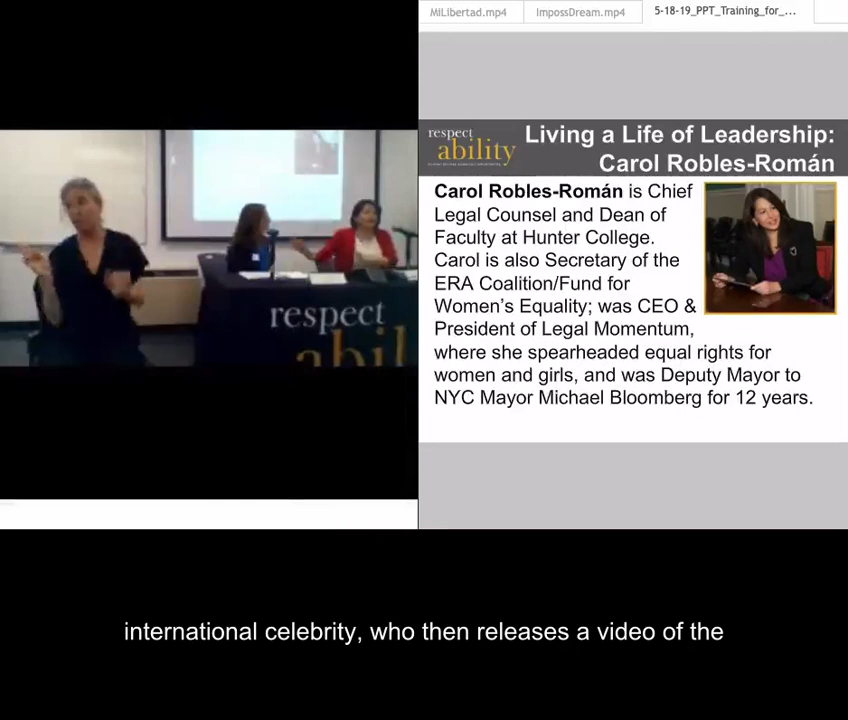 MiLibertad.mp4
ImpossDream.mp4
5-18-19_PPT_Training_for_...
respect
ability
Living a Life of Leadership:
Carol Robles-Román
Carol Robles-Román is Chief
Legal Counsel and Dean of
Faculty at Hunter College.
Carol is also Secretary of the
ERA Coalition/Fund for
Women's Equality; was CEO &
President of Legal Momentum,
where she spearheaded equal rights for
women and girls, and was Deputy Mayor to
NYC Mayor Michael Bloomberg for 12 years.
respect
abil
international celebrity, who then releases a video of the